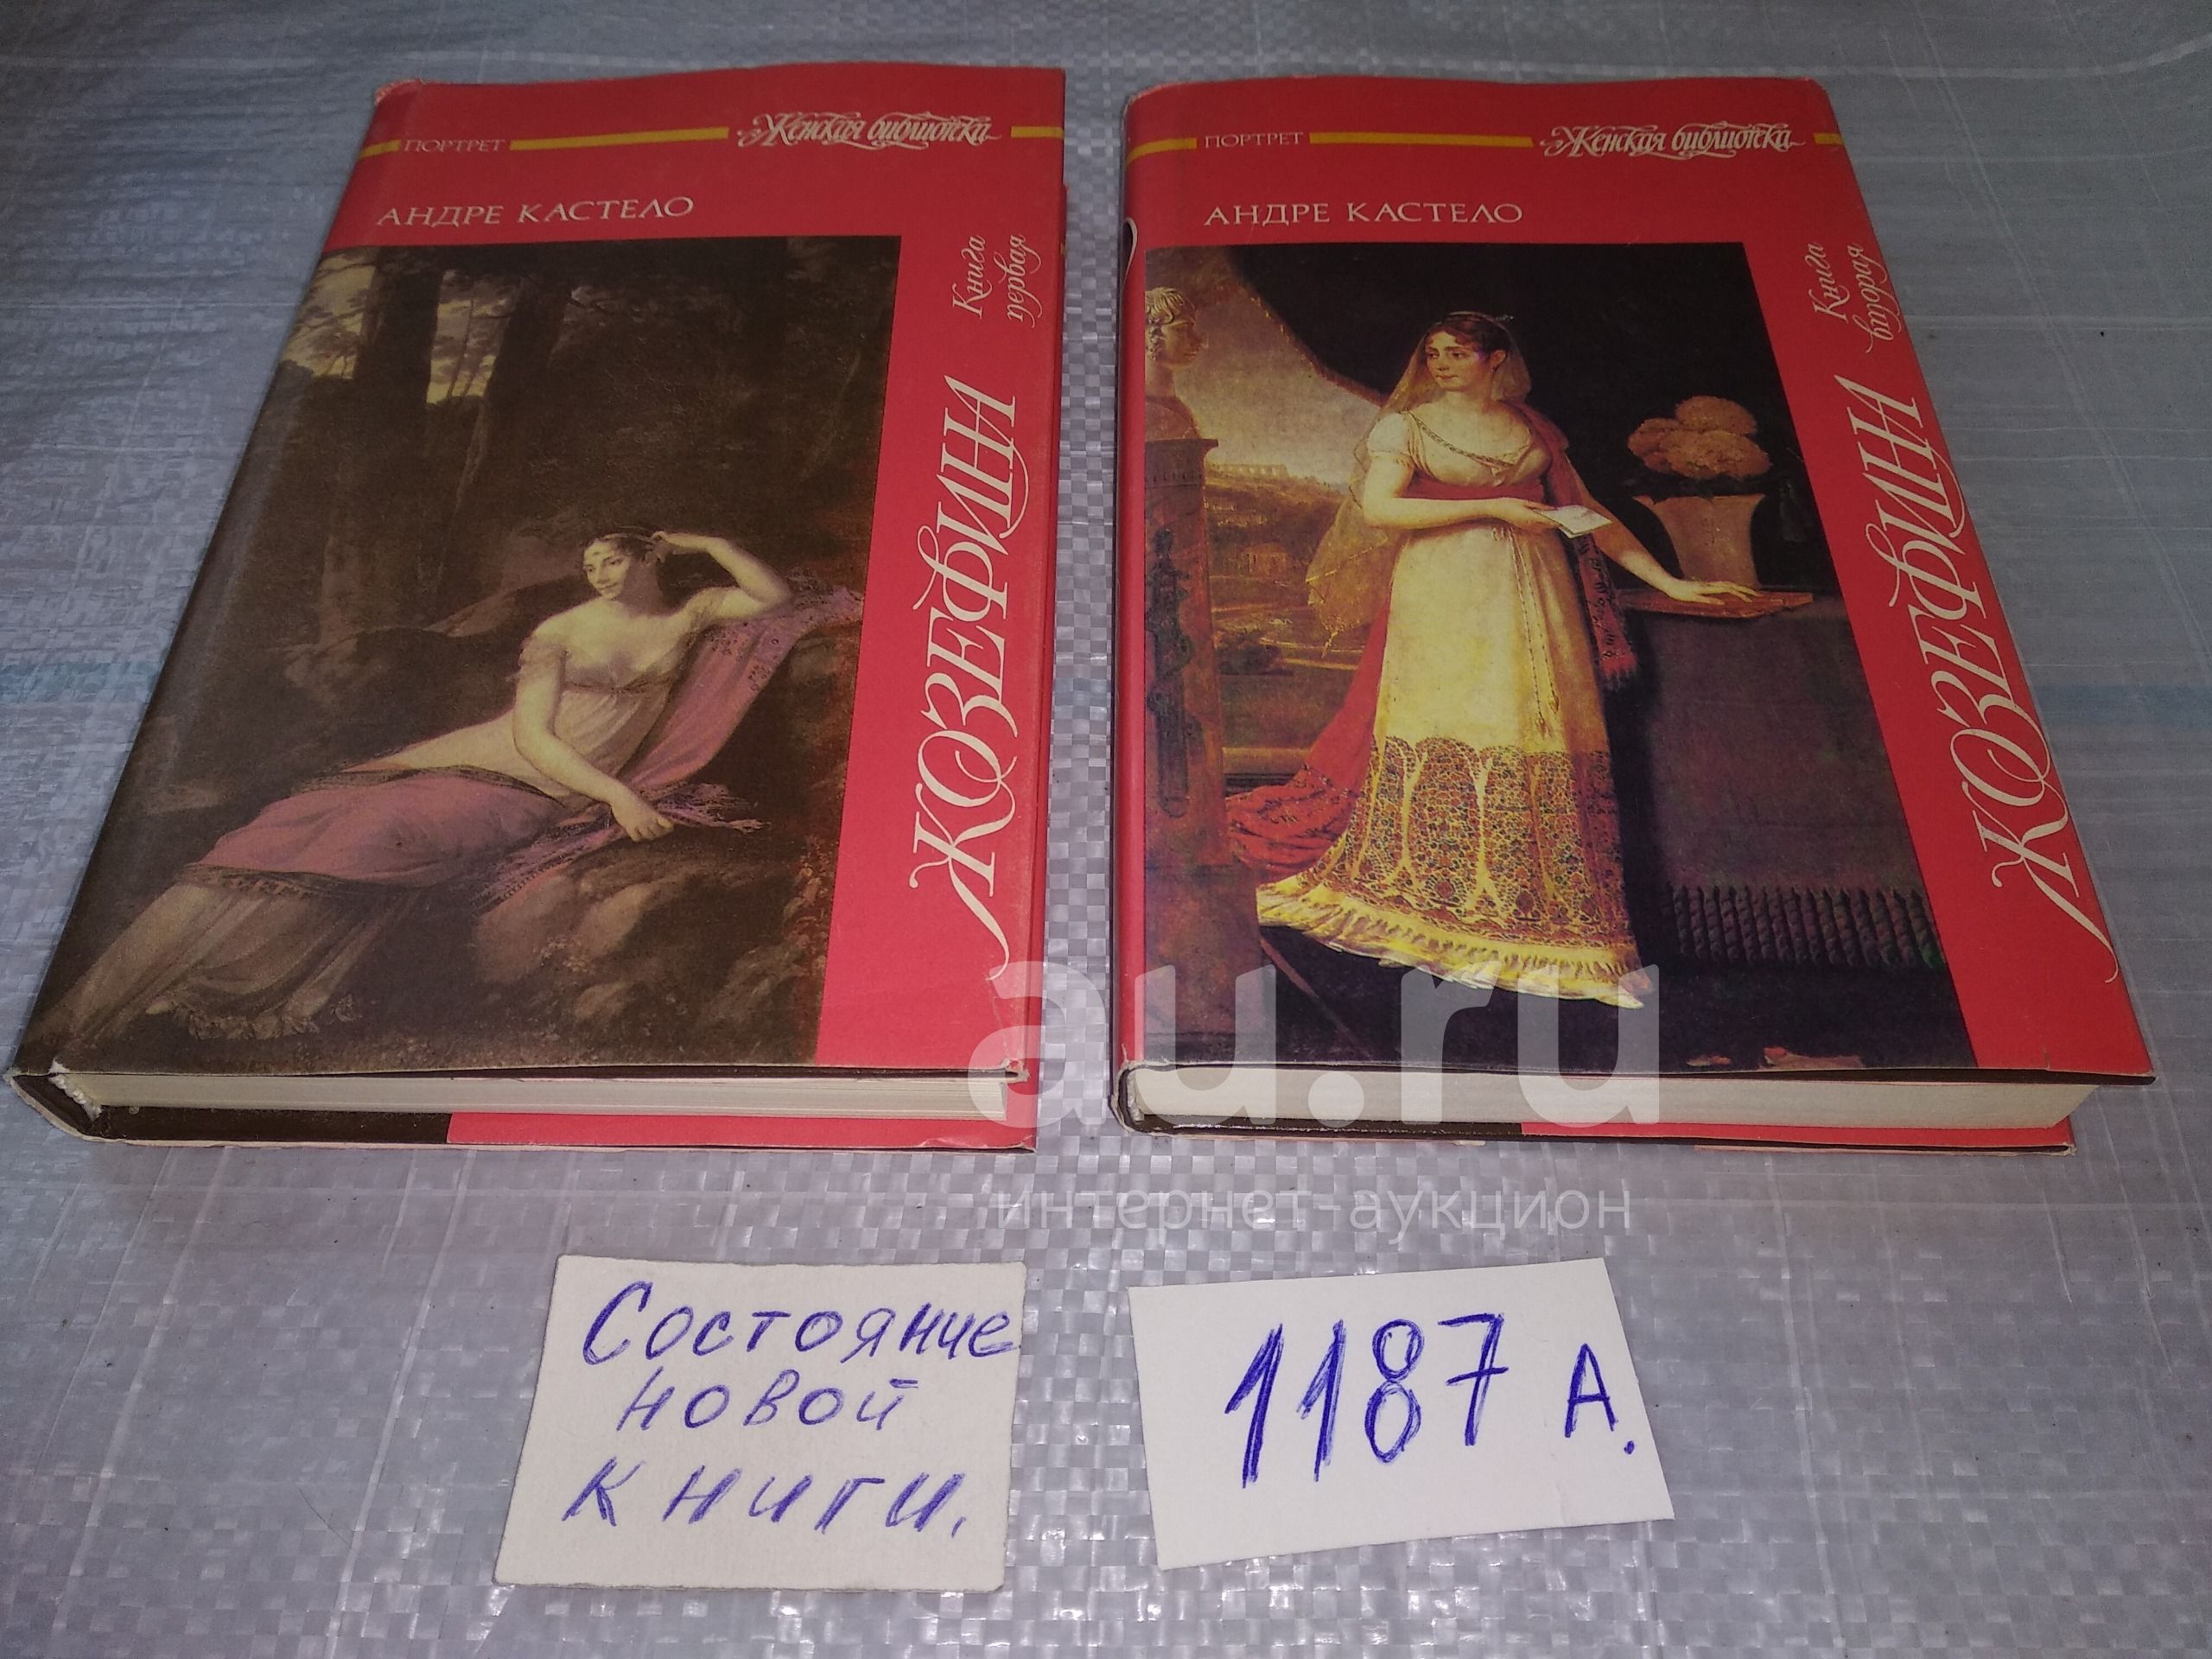 ПОРТРЕТ
Женская библиотека
АНДРЕ КАСТЕЛО
Книга
первая
ЖОЗЕФИНА
ПОРТРЕТ
Женская библиотека
АНДРЕ КАСТЕЛО
Книга
вторая
ЖОЗЕФИНА
au.ru
интернет-аукцион
Состояние
новой
книги.
1187 А.